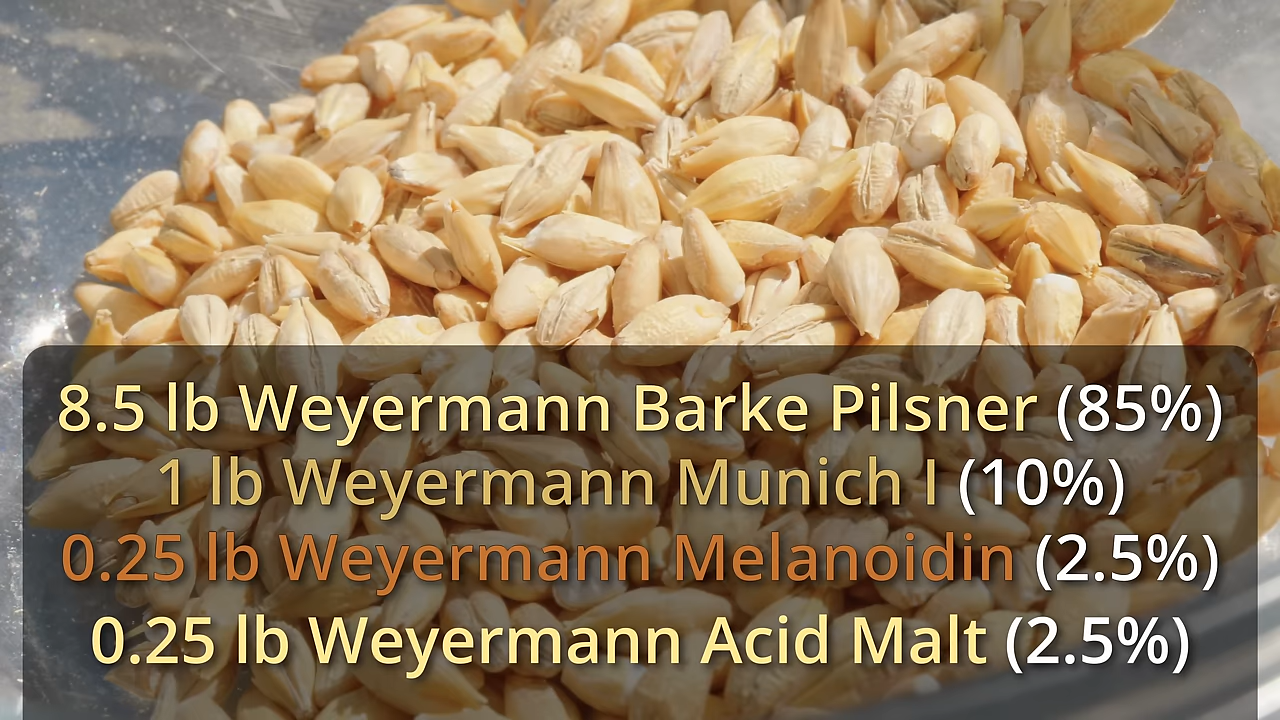 8.5 lb Weyermann Barke Pilsner (85%)
1 lb Weyermann Munich I (10%)
0.25 lb Weyermann Melanoidin (2.5%)
0.25 lb Weyermann Acid Malt (2.5%)